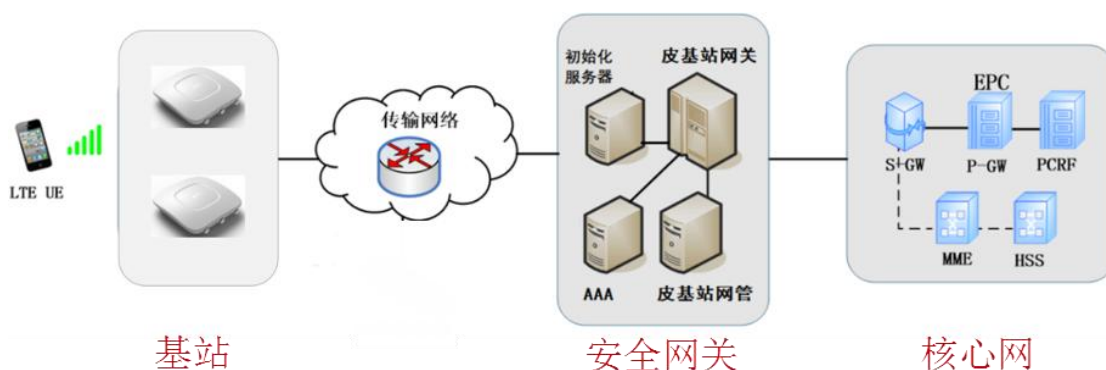 LTE UE
传输网络
初始化
服务器
皮基站网关
AAA
皮基站网管
EPC
S-GW
P-GW
PCRF
MME
HSS
基站
安全网关
核心网